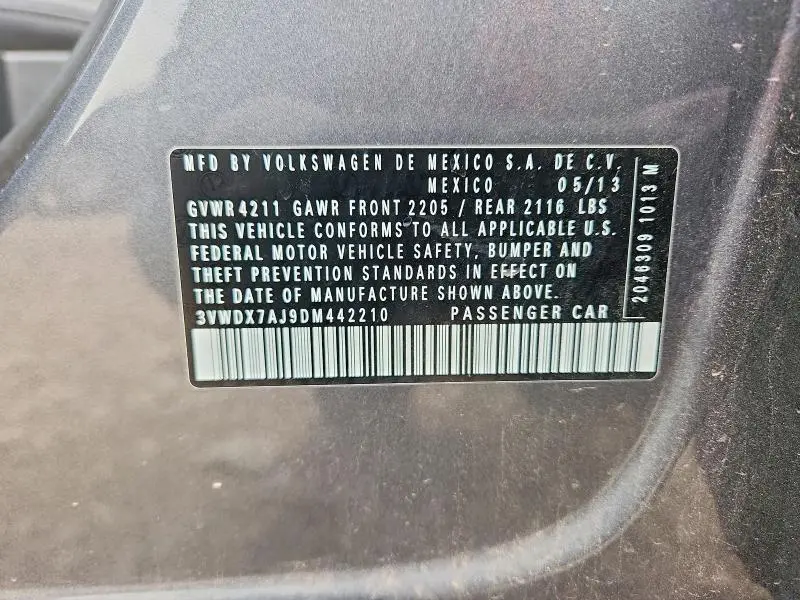 MFD BY VOLKSWAGEN DE MEXICO S.A. DE C.V.
MEXICO 05/13
GVWR 4211 GAWR FRONT 2205 / REAR 2116 LBS
THIS VEHICLE CONFORMS TO ALL APPLICABLE U.S.
FEDERAL MOTOR VEHICLE SAFETY, BUMPER AND
THEFT PREVENTION STANDARDS IN EFFECT ON
THE DATE OF MANUFACTURE SHOWN ABOVE.
3VWDX7AJ9DM442210 PASSENGER CAR
2046309 1013 M